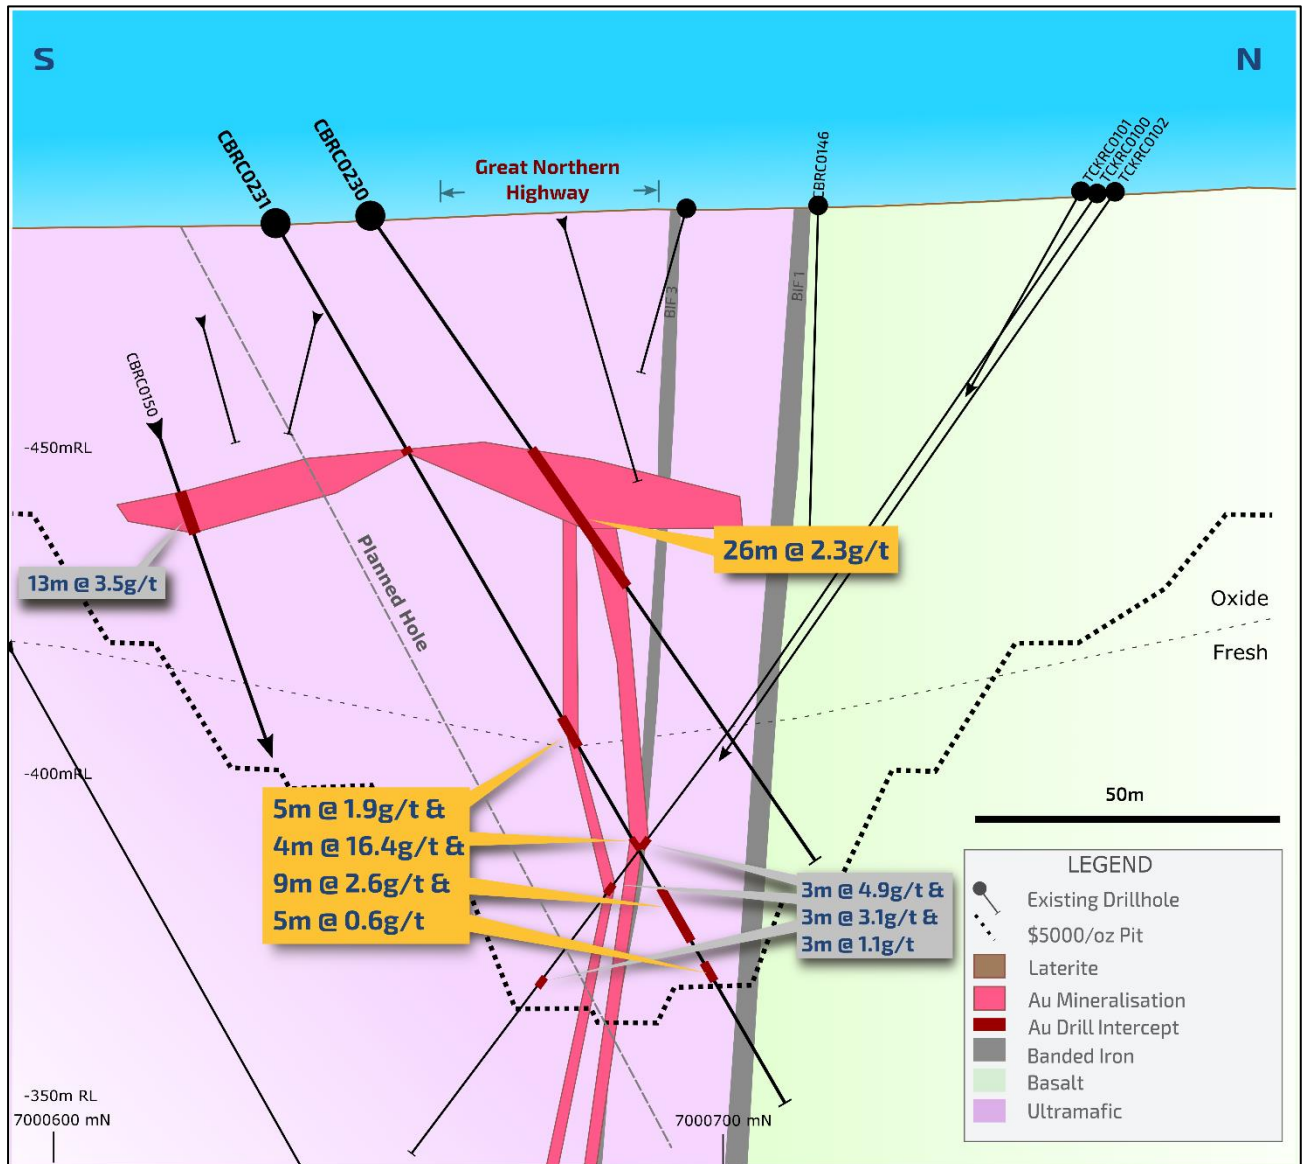 S
N
CBRC0231
CBRC0230
Great Northern
Highway
CBRC0146
TCKRC0101
TCKRC0100
TCKRC0102
BIF 3
BIF 1
CBRC0150
-450mRL
26m @ 2.3g/t
13m @ 3.5g/t
Planned Hole
Oxide
Fresh
-400mRL
5m @ 1.9g/t &
4m @ 16.4g/t &
9m @ 2.6g/t &
5m @ 0.6g/t
50m
3m @ 4.9g/t &
3m @ 3.1g/t &
3m @ 1.1g/t
LEGEND
Existing Drillhole
$5000/oz Pit
Laterite
Au Mineralisation
Au Drill Intercept
Banded Iron
Basalt
Ultramafic
-350m RL
7000600 mN
7000700 mN